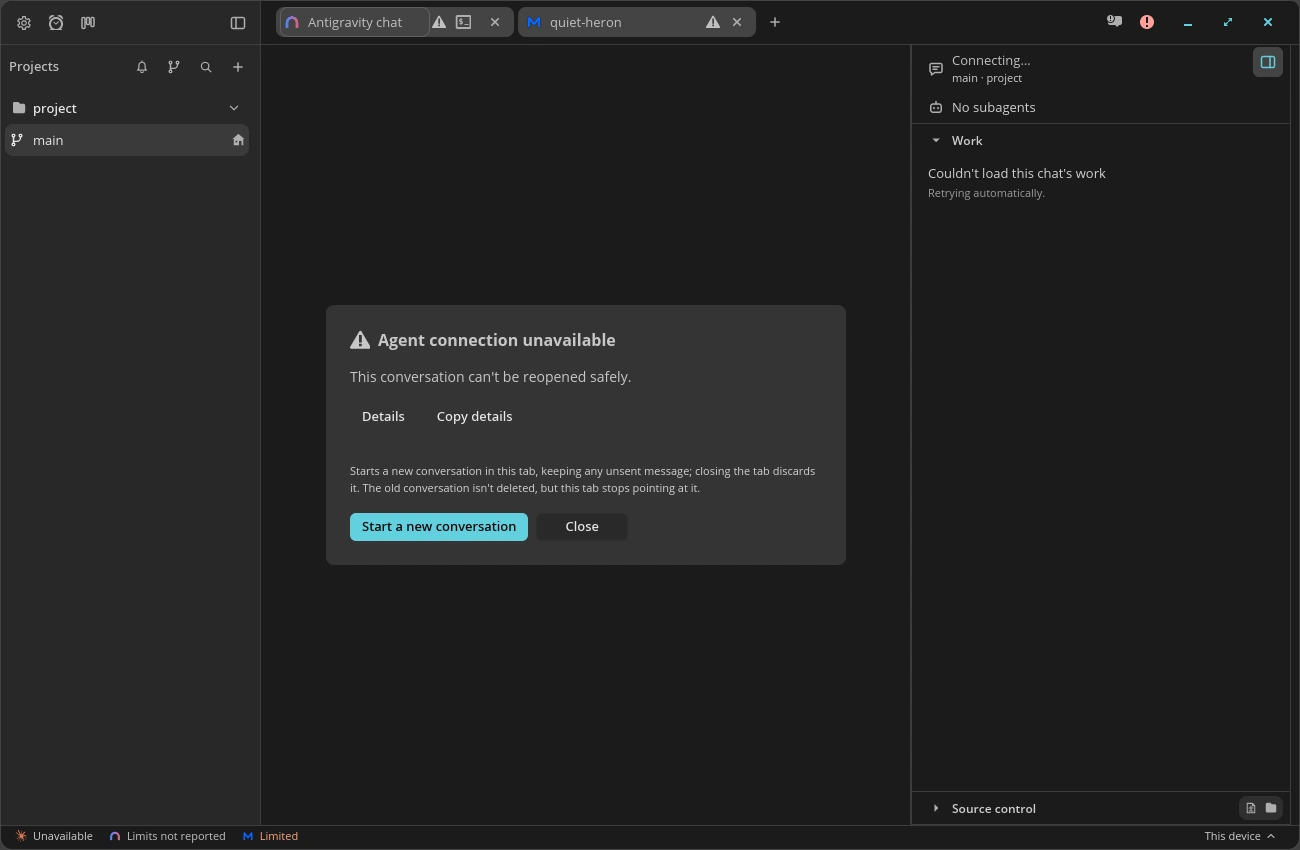 Antigravity chat
quiet-heron
Projects
project
main
Connecting...
main · project
No subagents
Work
Couldn't load this chat's work
Retrying automatically.
Agent connection unavailable
This conversation can't be reopened safely.
Details
Copy details
Starts a new conversation in this tab, keeping any unsent message; closing the tab discards
it. The old conversation isn't deleted, but this tab stops pointing at it.
Start a new conversation
Close
Source control
Unavailable
Limits not reported
Limited
This device